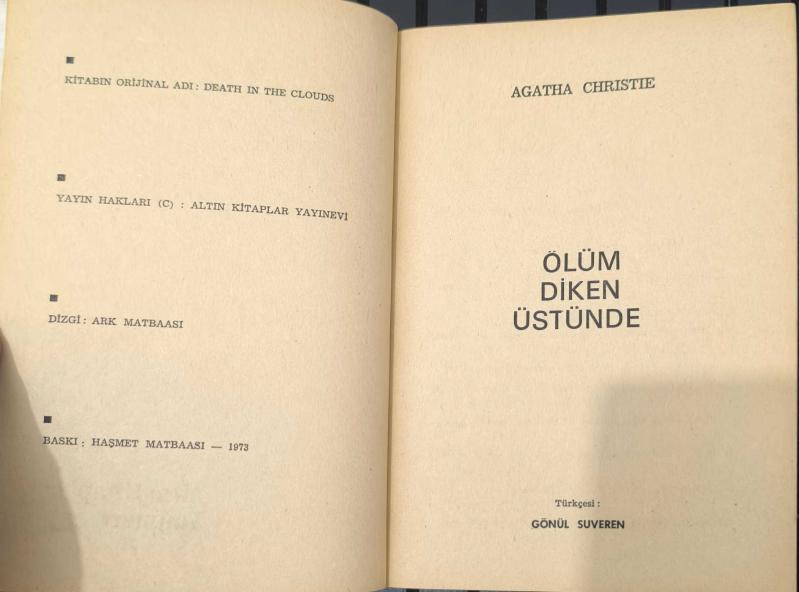 KİTABIN ORİJİNAL ADI : DEATH IN THE CLOUDS
YAYIN HAKLARI (C) : ALTIN KİTAPLAR YAYINEVİ
DİZGİ : ARK MATBAASI
BASKI : HAŞMET MATBAASI — 1973
AGATHA CHRISTIE
ÖLÜM
DİKEN
ÜSTÜNDE
Türkçesi :
GÖNÜL SUVEREN